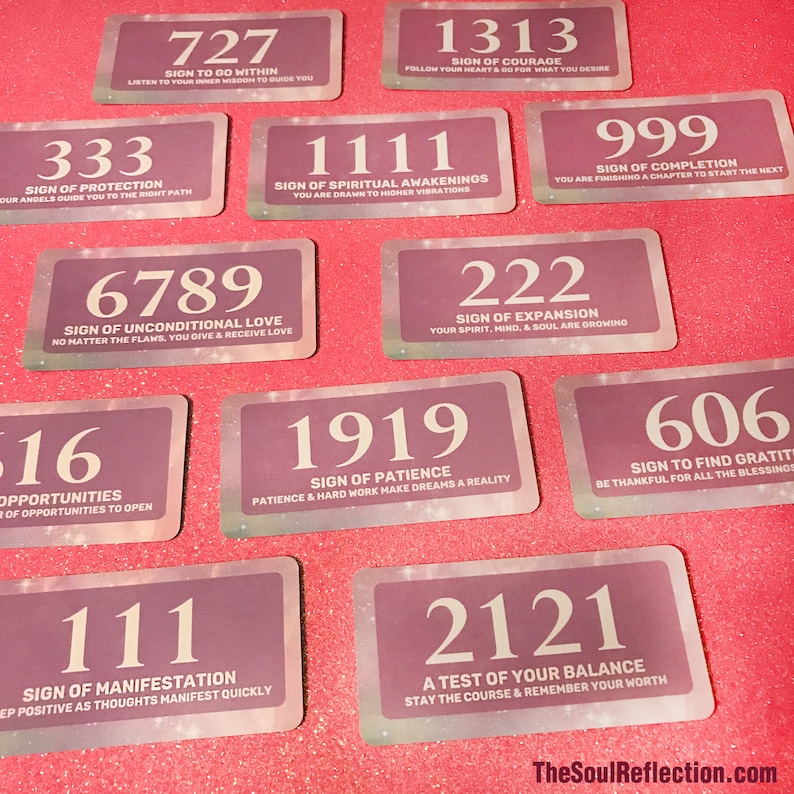 727
SIGN TO GO WITHIN
LISTEN TO YOUR INNER WISDOM TO GUIDE YOU
1313
SIGN OF COURAGE
FOLLOW YOUR HEART & GO FOR WHAT YOU DESIRE
333
SIGN OF PROTECTION
OUR ANGELS GUIDE YOU TO THE RIGHT PATH
1111
SIGN OF SPIRITUAL AWAKENINGS
YOU ARE DRAWN TO HIGHER VIBRATIONS
999
SIGN OF COMPLETION
YOU ARE FINISHING A CHAPTER TO START THE NEXT
6789
SIGN OF UNCONDITIONAL LOVE
NO MATTER THE FLAWS, YOU GIVE & RECEIVE LOVE
222
SIGN OF EXPANSION
YOUR SPIRIT, MIND, & SOUL ARE GROWING
616
OPPORTUNITIES
R OF OPPORTUNITIES TO OPEN
1919
SIGN OF PATIENCE
PATIENCE & HARD WORK MAKE DREAMS A REALITY
606
SIGN TO FIND GRATIT
BE THANKFUL FOR ALL THE BLESSINGS
111
SIGN OF MANIFESTATION
EP POSITIVE AS THOUGHTS MANIFEST QUICKLY
2121
A TEST OF YOUR BALANCE
STAY THE COURSE & REMEMBER YOUR WORTH
TheSoulReflection.com